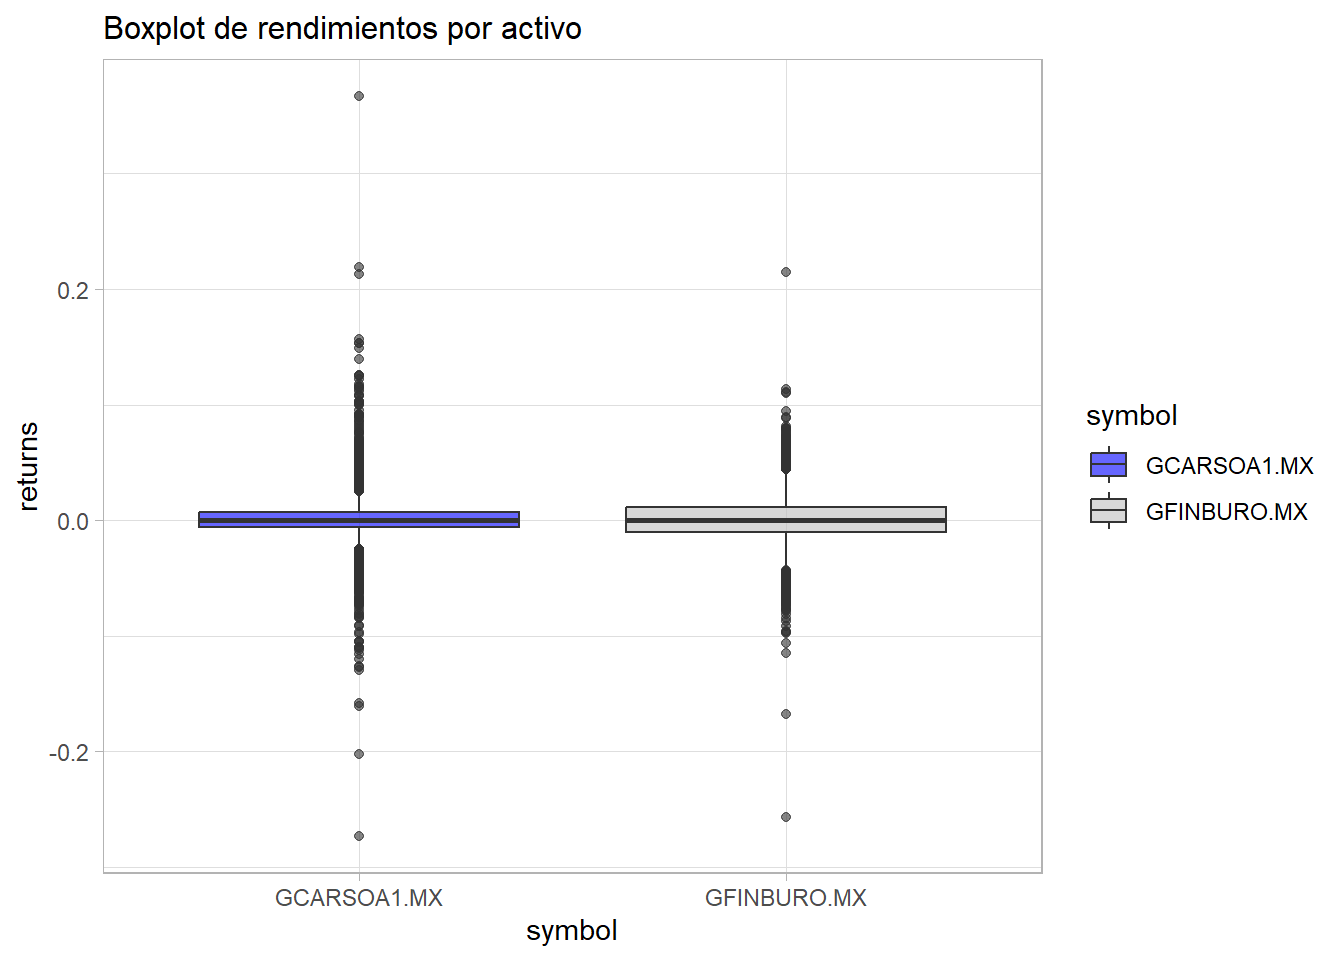 Boxplot de rendimientos por activo
returns
0.2
0.0
-0.2
GCARSOA1.MX
GFINBURO.MX
symbol
symbol
GCARSOA1.MX
GFINBURO.MX